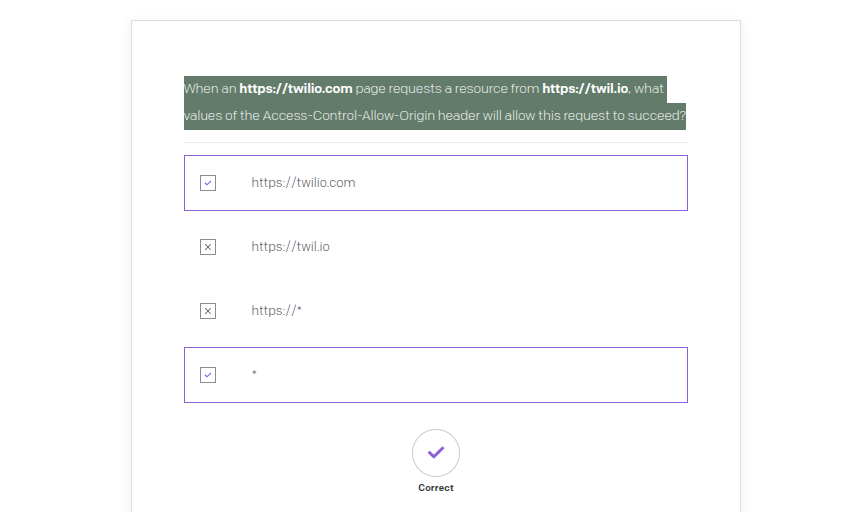 When an https://twilio.com page requests a resource from https://twil.io, what
values of the Access-Control-Allow-Origin header will allow this request to succeed?
https://twilio.com
https://twil.io
https://*
*
Correct